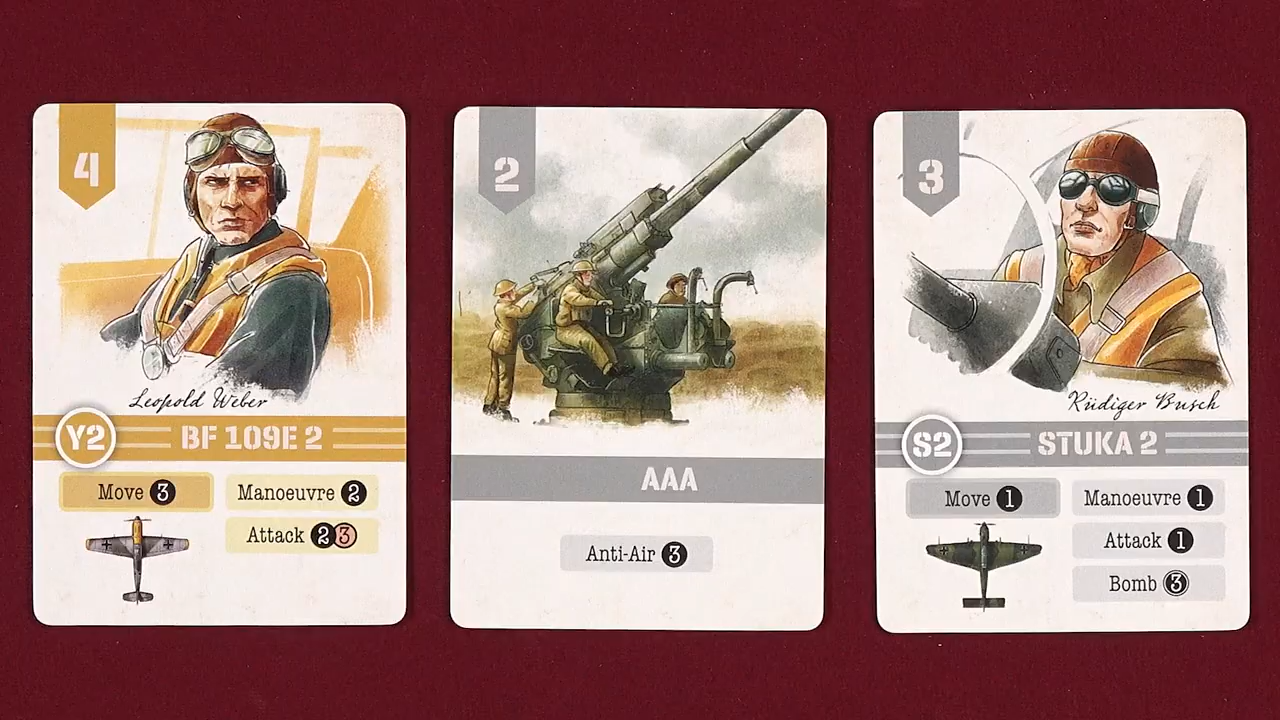 4
Leopold Weber
Y2 BF 109E 2
Move 3 Manoeuvre 2
Attack 2 3
2
AAA
Anti-Air 3
3
Rüdiger Busch
S2 STUKA 2
Move 1 Manoeuvre 1
Attack 1
Bomb 3